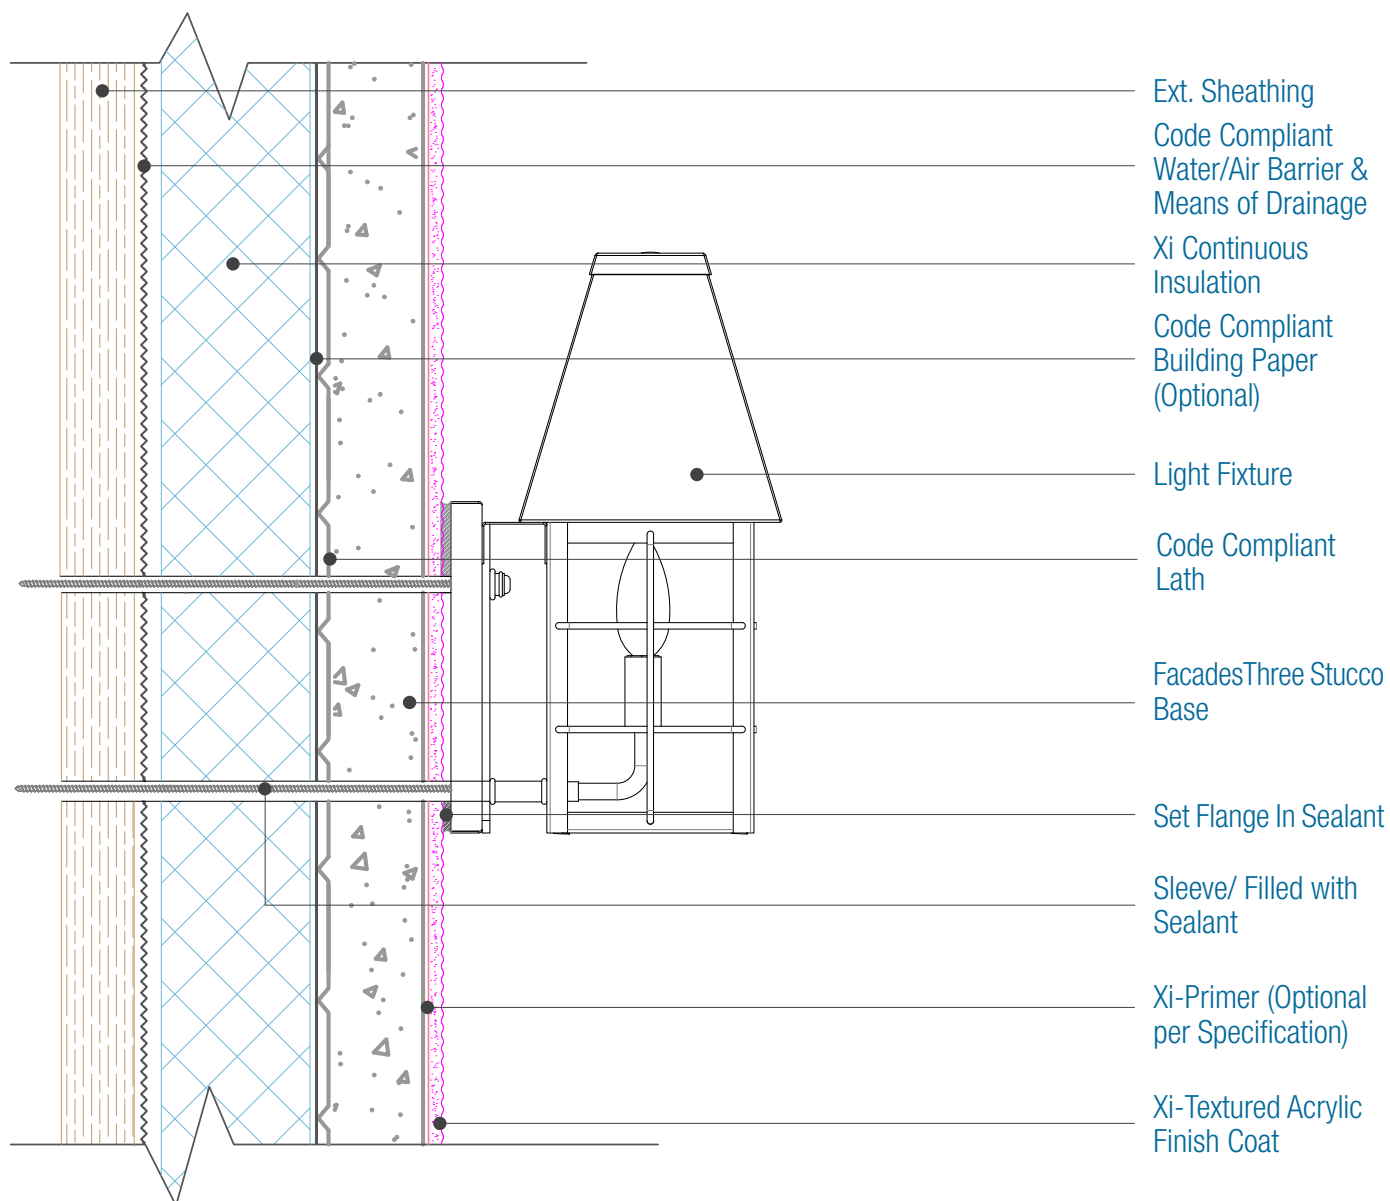 Ext. Sheathing
Code Compliant
Water/Air Barrier &
Means of Drainage
Xi Continuous
Insulation
Code Compliant
Building Paper
(Optional)
Light Fixture
Code Compliant
Lath
FacadesThree Stucco
Base
Set Flange In Sealant
Sleeve/ Filled with
Sealant
Xi-Primer (Optional
per Specification)
Xi-Textured Acrylic
Finish Coat